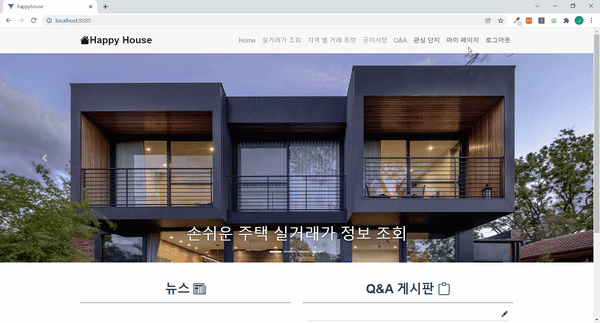 happyhouse
localhost:8080
Happy House
Home 실거래가 조회 지역 별 거래 동향 공지사항 Q&A 관심 단지 마이 페이지 로그아웃
손쉬운 주택 실거래가 정보 조회
뉴스
Q&A 게시판